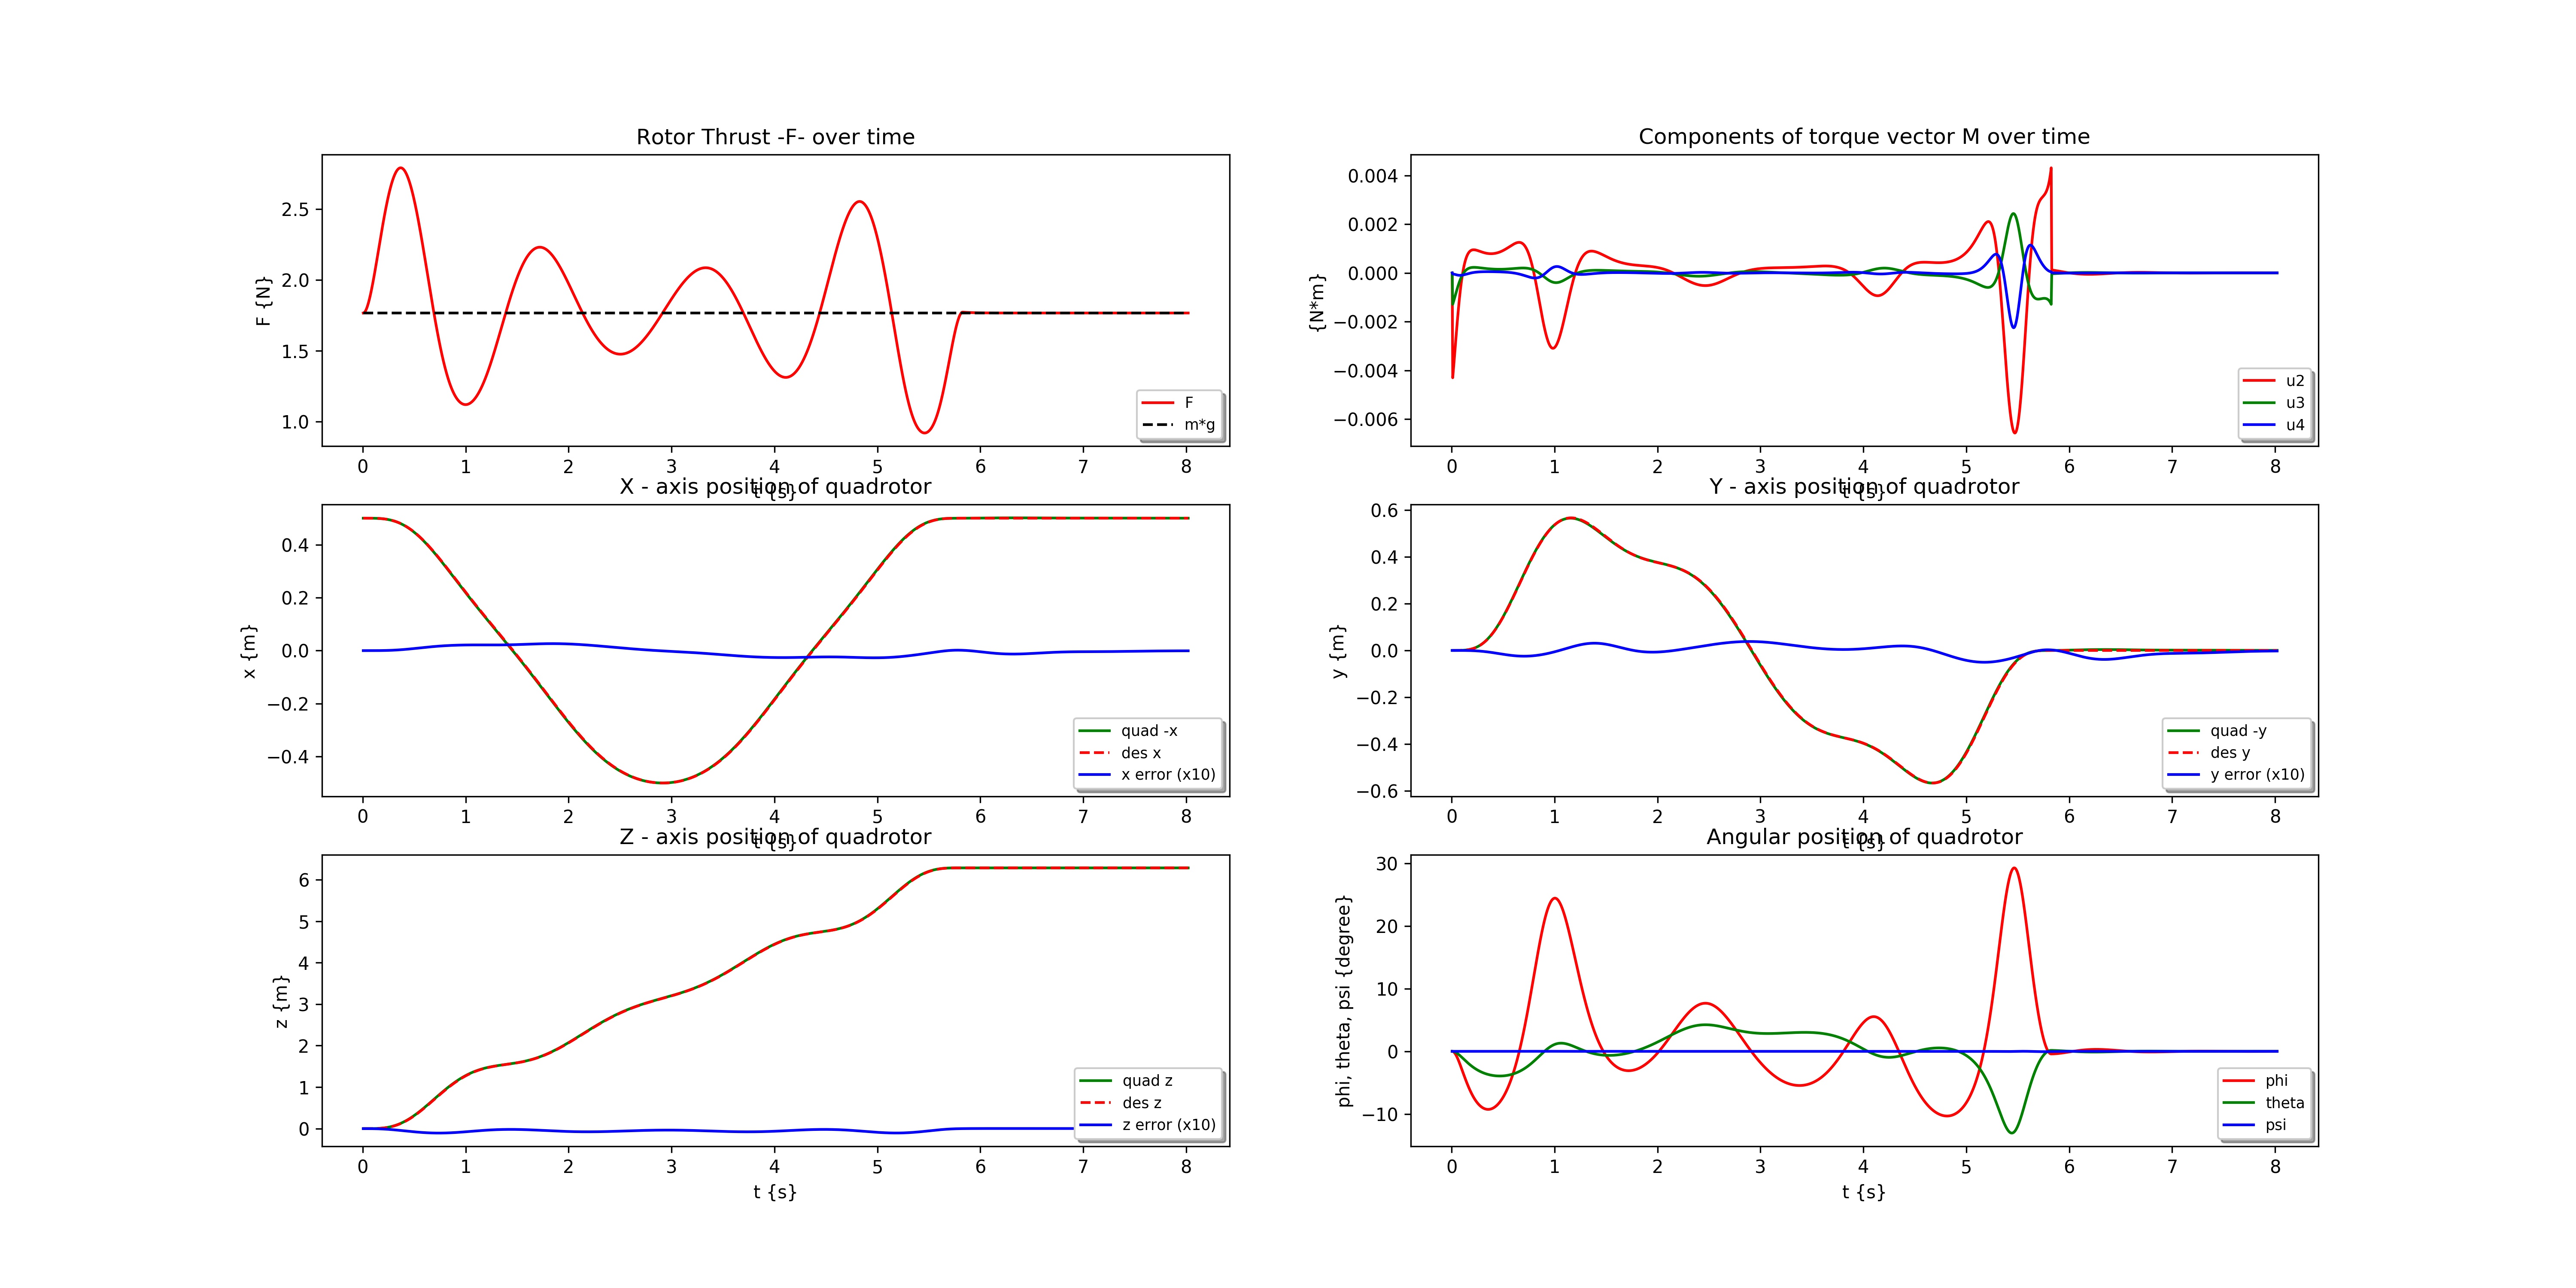 Rotor Thrust -F- over time
F {N}
2.5
2.0
1.5
1.0
F
m*g
0 1 2 3 4 5 6 7 8
t {s}
Components of torque vector M over time
{N*m}
0.004
0.002
0.000
−0.002
−0.004
−0.006
u2
u3
u4
0 1 2 3 4 5 6 7 8
t {s}
X - axis position of quadrotor
x {m}
0.4
0.2
0.0
−0.2
−0.4
quad -x
des x
x error (x10)
0 1 2 3 4 5 6 7 8
t {s}
Y - axis position of quadrotor
y {m}
0.6
0.4
0.2
0.0
−0.2
−0.4
−0.6
quad -y
des y
y error (x10)
0 1 2 3 4 5 6 7 8
t {s}
Z - axis position of quadrotor
z {m}
6
5
4
3
2
1
0
quad z
des z
z error (x10)
0 1 2 3 4 5 6 7 8
t {s}
Angular position of quadrotor
phi, theta, psi {degree}
30
20
10
0
−10
phi
theta
psi
0 1 2 3 4 5 6 7 8
t {s}